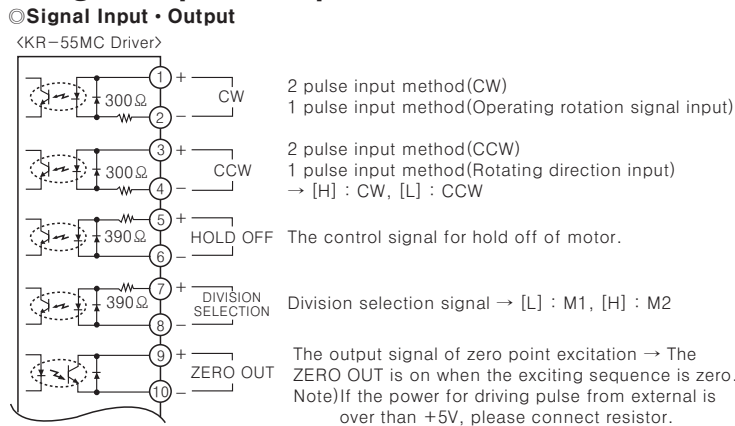 ◎Signal Input • Output
<KR-55MC Driver>
1 +
300Ω CW
2 −
2 pulse input method(CW)
1 pulse input method(Operating rotation signal input)
3 +
300Ω CCW
4 −
2 pulse input method(CCW)
1 pulse input method(Rotating direction input)
→ [H] : CW, [L] : CCW
5 +
390Ω HOLD OFF
6 −
The control signal for hold off of motor.
7 +
390Ω DIVISION
SELECTION
8 −
Division selection signal → [L] : M1, [H] : M2
9 +
ZERO OUT
10 −
The output signal of zero point excitation → The
ZERO OUT is on when the exciting sequence is zero.
Note)If the power for driving pulse from external is
over than +5V, please connect resistor.